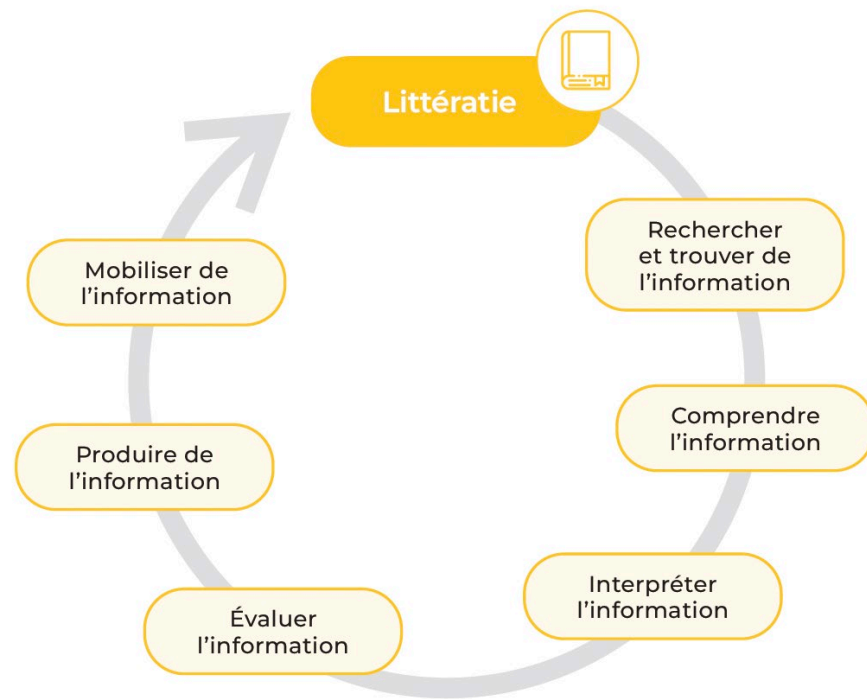 Littératie
Rechercher
et trouver de
l’information
Comprendre
l’information
Interpréter
l’information
Évaluer
l’information
Produire de
l’information
Mobiliser de
l’information